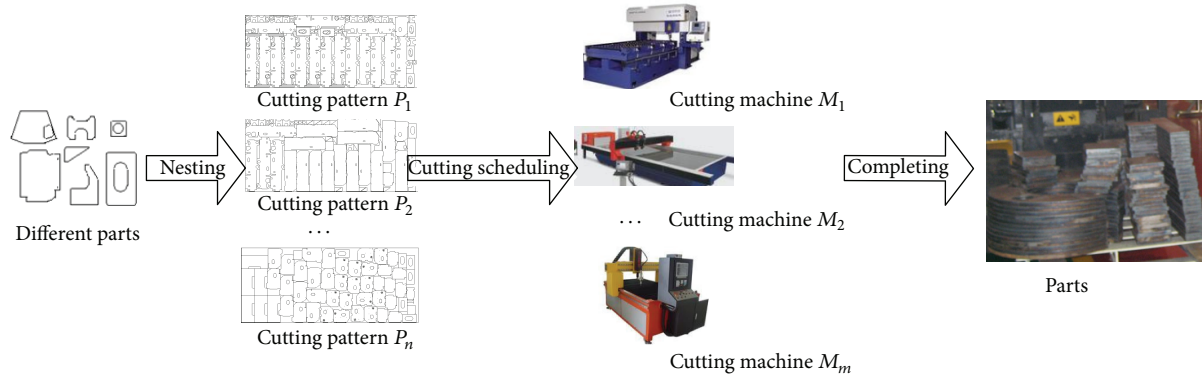 Different parts
Nesting
Cutting pattern P₁
Cutting pattern P₂
...
Cutting pattern Pₙ
Cutting scheduling
Cutting machine M₁
... Cutting machine M₂
Cutting machine Mₘ
Completing
Parts